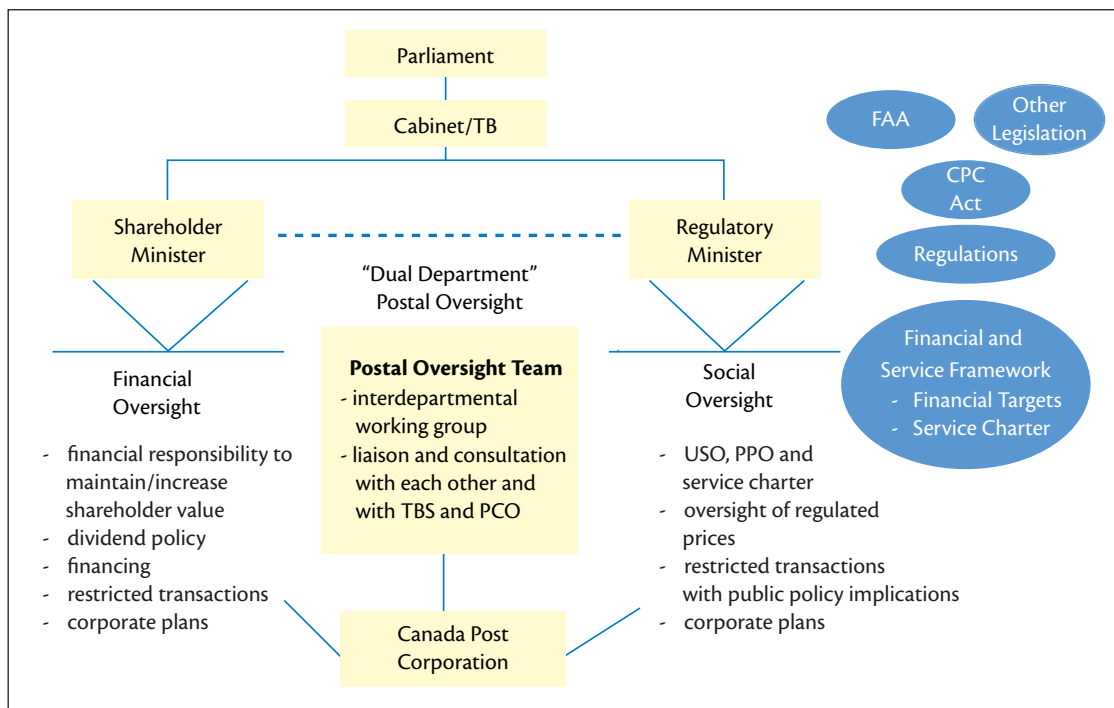 Parliament
Cabinet/TB
Shareholder
Minister
Regulatory
Minister
“Dual Department”
Postal Oversight
Financial
Oversight
- financial responsibility to
maintain/increase
shareholder value
- dividend policy
- financing
- restricted transactions
- corporate plans
Postal Oversight Team
- interdepartmental
working group
- liaison and consultation
with each other and
with TBS and PCO
Social
Oversight
- USO, PPO and
service charter
- oversight of regulated
prices
- restricted transactions
with public policy implications
- corporate plans
Canada Post
Corporation
FAA
Other
Legislation
CPC
Act
Regulations
Financial and
Service Framework
- Financial Targets
- Service Charter